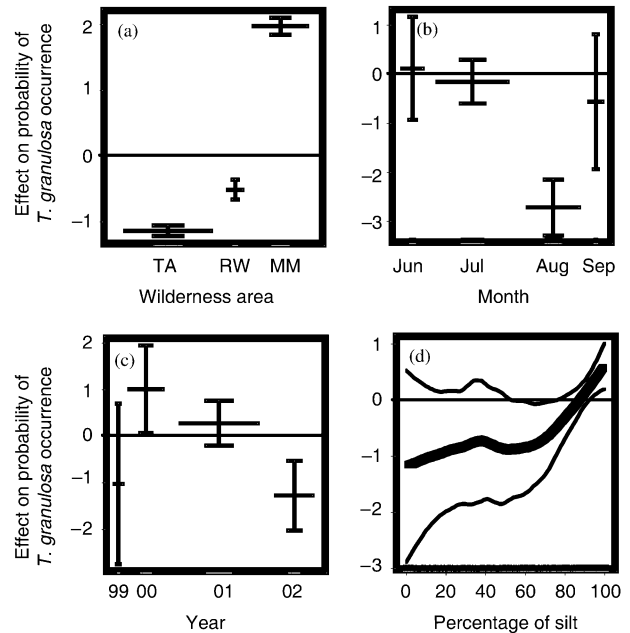 Effect on probability of
T. granulosa occurrence
(a)
2
1
0
−1
TA RW MM
Wilderness area
(b)
1
0
−1
−2
−3
Jun Jul Aug Sep
Month
Effect on probability of
T. granulosa occurrence
(c)
2
1
0
−1
−2
99 00 01 02
Year
(d)
1
0
−1
−2
−3
0 20 40 60 80 100
Percentage of silt